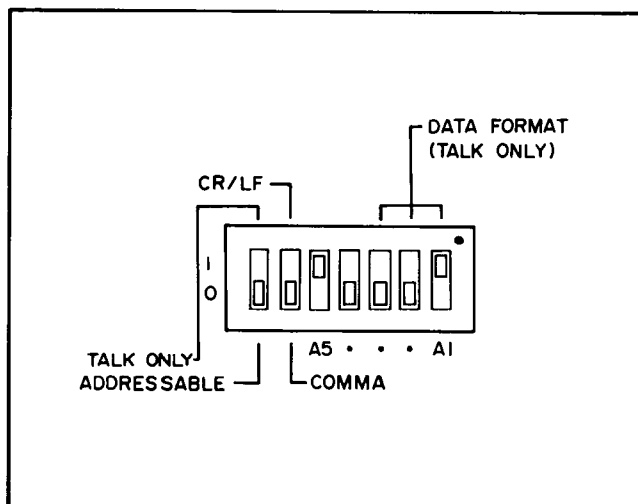 DATA FORMAT
(TALK ONLY)
CR/LF
1
0
A5 · · · A1
TALK ONLY
ADDRESSABLE
COMMA